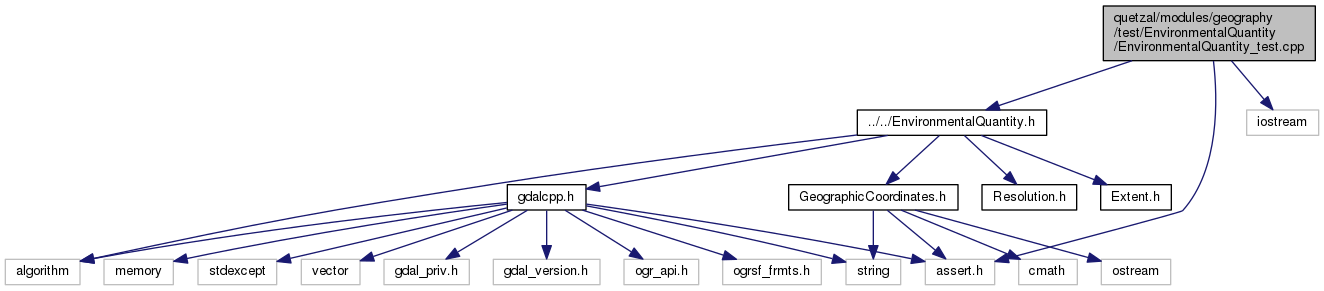 quetzal/modules/geography
/test/EnvironmentalQuantity
/EnvironmentalQuantity_test.cpp
../../EnvironmentalQuantity.h
iostream
gdalcpp.h
GeographicCoordinates.h
Resolution.h
Extent.h
algorithm
memory
stdexcept
vector
gdal_priv.h
gdal_version.h
ogr_api.h
ogrsf_frmts.h
string
assert.h
cmath
ostream